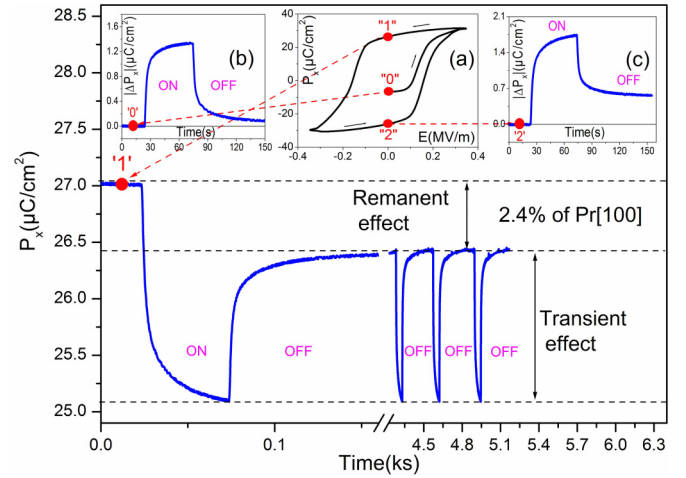 28.5
28.0
27.5
27.0
26.5
26.0
25.5
25.0
Pₓ(μC/cm²)
0.0
0.1
4.5
4.8
5.1
5.4
5.7
6.0
6.3
Time(ks)
'1'
ON
OFF
OFF
OFF
OFF
Remanent
effect
2.4% of Pr[100]
Transient
effect
(b)
|ΔPₓ|(μC/cm²)
1.6
1.2
0.8
0.4
0.0
ON
OFF
'0'
Time(s)
0
30
60
90
120
150
(a)
Pₓ(μC/cm²)
40
20
0
-20
-40
"1"
"0"
"2"
E(MV/m)
-0.4
-0.2
0.0
0.2
0.4
(c)
|ΔPₓ|(μC/cm²)
2.0
1.5
1.0
0.5
0.0
ON
OFF
'2'
Time(s)
0
30
60
90
120
150